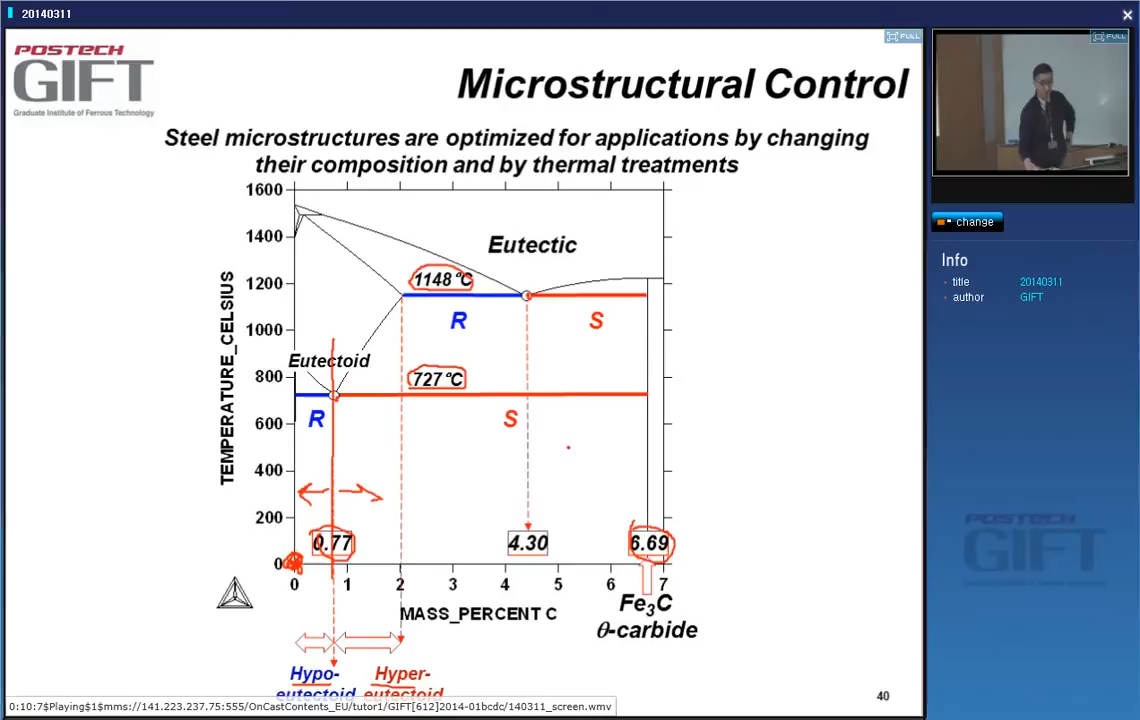 20140311
POSTECH
GIFT
Graduate Institute of Ferrous Technology
FULL
FULL
Microstructural Control
Steel microstructures are optimized for applications by changing
their composition and by thermal treatments
change
Info
title 20140311
author GIFT
1600
1400
1200
1000
800
600
400
200
0
TEMPERATURE_CELSIUS
Eutectic
1148°C
R
S
Eutectoid
727°C
R
S
0.77
4.30
6.69
0 1 2 3 4 5 6 7
MASS_PERCENT C
Fe3C
θ-carbide
Hypo-
eutectoid
Hyper-
eutectoid
40
POSTECH
GIFT
0:10:7$Playing$1$mms://141.223.237.75:555/OnCastContents_EU/tutor1/GIFT[612]2014-01bcdc/140311_screen.wmv